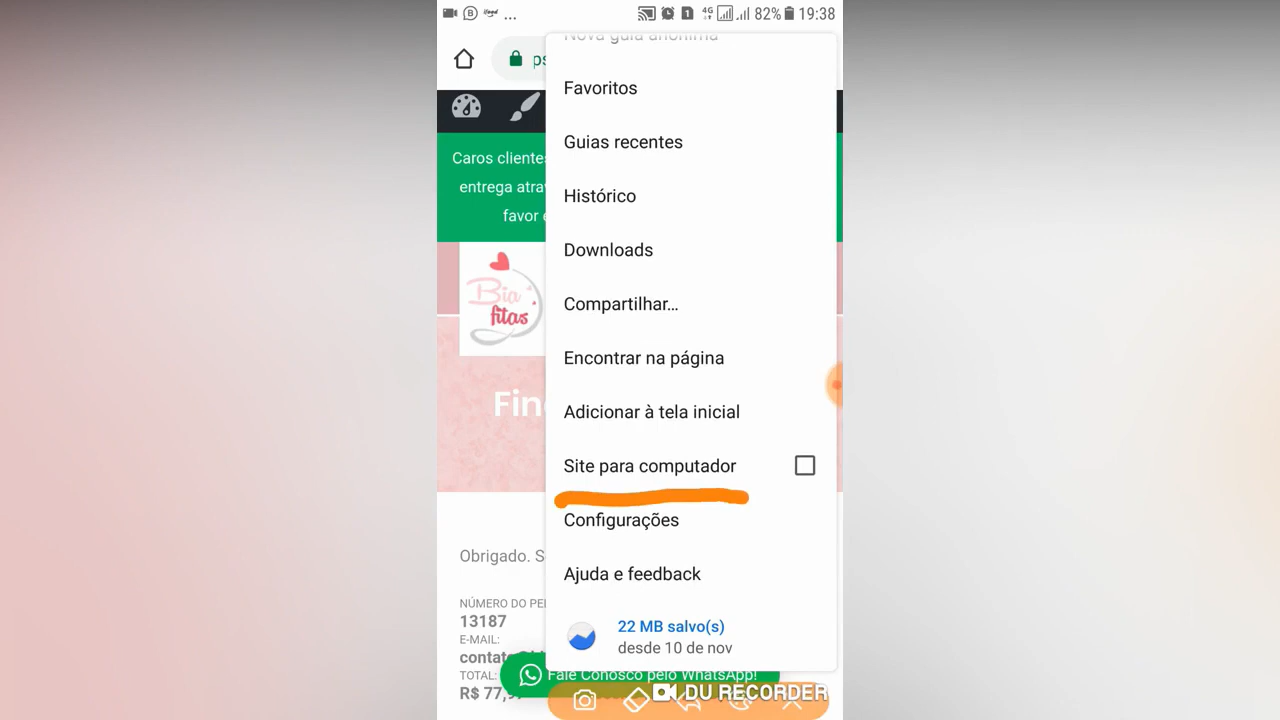 82% 19:38
Nova guia anônima
ps
Favoritos
Guias recentes
Histórico
Downloads
Compartilhar...
Encontrar na página
Adicionar à tela inicial
Site para computador
Configurações
Ajuda e feedback
22 MB salvo(s)
desde 10 de nov
Caros clientes
entrega atra
favor
Bia
fitas
Fin
Obrigado. S
NÚMERO DO PE
13187
E-MAIL:
contat
TOTAL:
R$ 77,
Fale Conosco pelo WhatsApp!
DU RECORDER